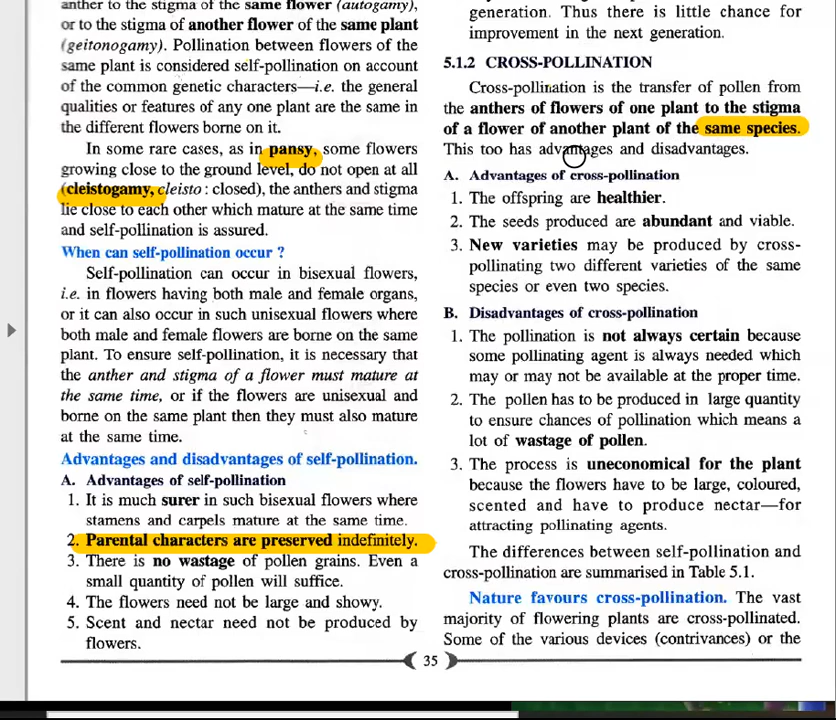 anther to the stigma of the same flower (autogamy),
or to the stigma of another flower of the same plant
(geitonogamy). Pollination between flowers of the
same plant is considered self-pollination on account
of the common genetic characters—i.e. the general
qualities or features of any one plant are the same in
the different flowers borne on it.
In some rare cases, as in pansy, some flowers
growing close to the ground level, do not open at all
(cleistogamy, cleisto : closed), the anthers and stigma
lie close to each other which mature at the same time
and self-pollination is assured.
When can self-pollination occur ?
Self-pollination can occur in bisexual flowers,
i.e. in flowers having both male and female organs,
or it can also occur in such unisexual flowers where
both male and female flowers are borne on the same
plant. To ensure self-pollination, it is necessary that
the anther and stigma of a flower must mature at
the same time, or if the flowers are unisexual and
borne on the same plant then they must also mature
at the same time.
Advantages and disadvantages of self-pollination.
A. Advantages of self-pollination
1. It is much surer in such bisexual flowers where
stamens and carpels mature at the same time.
2. Parental characters are preserved indefinitely.
3. There is no wastage of pollen grains. Even a
small quantity of pollen will suffice.
4. The flowers need not be large and showy.
5. Scent and nectar need not be produced by
flowers.
generation. Thus there is little chance for
improvement in the next generation.
5.1.2 CROSS-POLLINATION
Cross-pollination is the transfer of pollen from
the anthers of flowers of one plant to the stigma
of a flower of another plant of the same species.
This too has advantages and disadvantages.
A. Advantages of cross-pollination
1. The offspring are healthier.
2. The seeds produced are abundant and viable.
3. New varieties may be produced by cross-
pollinating two different varieties of the same
species or even two species.
B. Disadvantages of cross-pollination
1. The pollination is not always certain because
some pollinating agent is always needed which
may or may not be available at the proper time.
2. The pollen has to be produced in large quantity
to ensure chances of pollination which means a
lot of wastage of pollen.
3. The process is uneconomical for the plant
because the flowers have to be large, coloured,
scented and have to produce nectar—for
attracting pollinating agents.
The differences between self-pollination and
cross-pollination are summarised in Table 5.1.
Nature favours cross-pollination. The vast
majority of flowering plants are cross-pollinated.
Some of the various devices (contrivances) or the
35